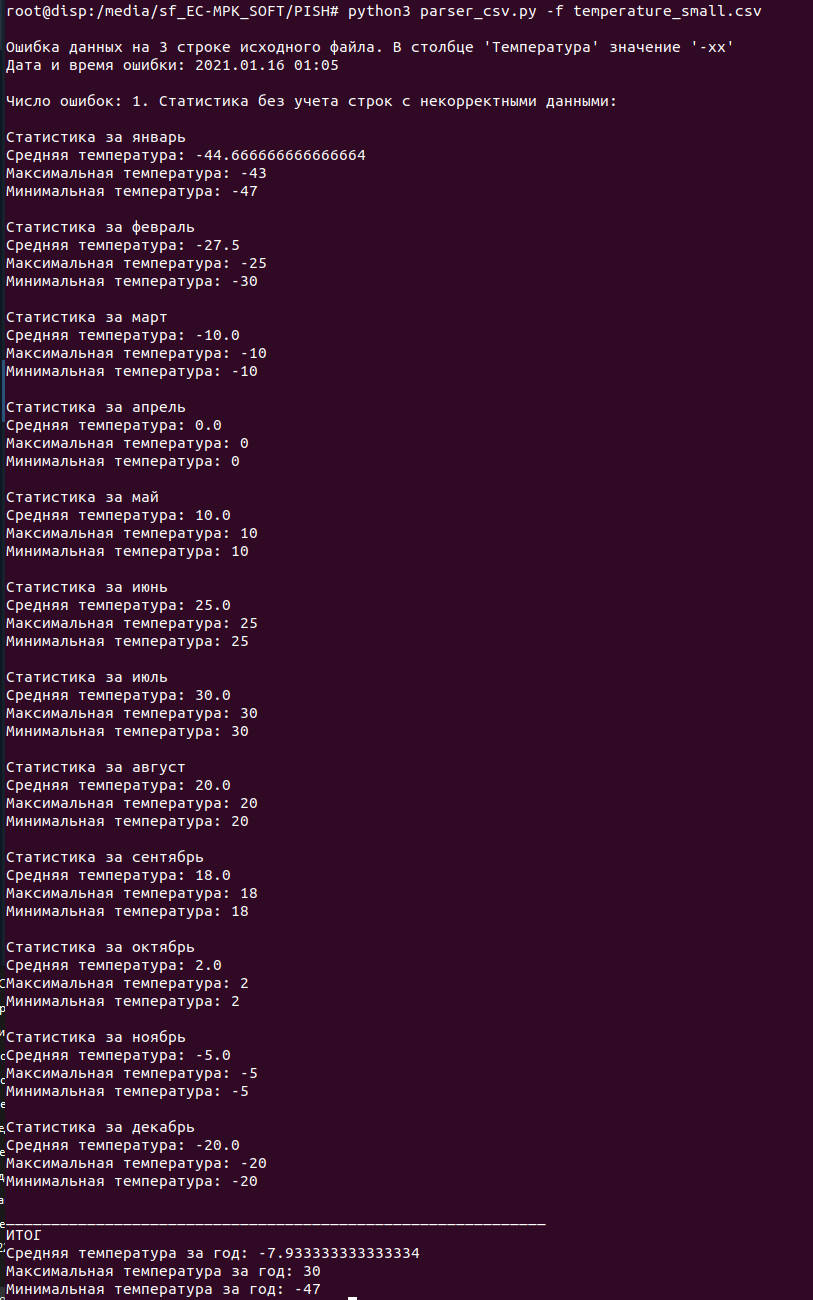 root@disp:/media/sf_EC-MPK_SOFT/PISH# python3 parser_csv.py -f temperature_small.csv
Ошибка данных на 3 строке исходного файла. В столбце 'Температура' значение '-xx'
Дата и время ошибки: 2021.01.16 01:05
Число ошибок: 1. Статистика без учета строк с некорректными данными:
Статистика за январь
Средняя температура: -44.666666666666664
Максимальная температура: -43
Минимальная температура: -47
Статистика за февраль
Средняя температура: -27.5
Максимальная температура: -25
Минимальная температура: -30
Статистика за март
Средняя температура: -10.0
Максимальная температура: -10
Минимальная температура: -10
Статистика за апрель
Средняя температура: 0.0
Максимальная температура: 0
Минимальная температура: 0
Статистика за май
Средняя температура: 10.0
Максимальная температура: 10
Минимальная температура: 10
Статистика за июнь
Средняя температура: 25.0
Максимальная температура: 25
Минимальная температура: 25
Статистика за июль
Средняя температура: 30.0
Максимальная температура: 30
Минимальная температура: 30
Статистика за август
Средняя температура: 20.0
Максимальная температура: 20
Минимальная температура: 20
Статистика за сентябрь
Средняя температура: 18.0
Максимальная температура: 18
Минимальная температура: 18
Статистика за октябрь
Средняя температура: 2.0
Максимальная температура: 2
Минимальная температура: 2
Статистика за ноябрь
Средняя температура: -5.0
Максимальная температура: -5
Минимальная температура: -5
Статистика за декабрь
Средняя температура: -20.0
Максимальная температура: -20
Минимальная температура: -20
____________________________________________________________
ИТОГ
Средняя температура за год: -7.933333333333334
Максимальная температура за год: 30
Минимальная температура за год: -47